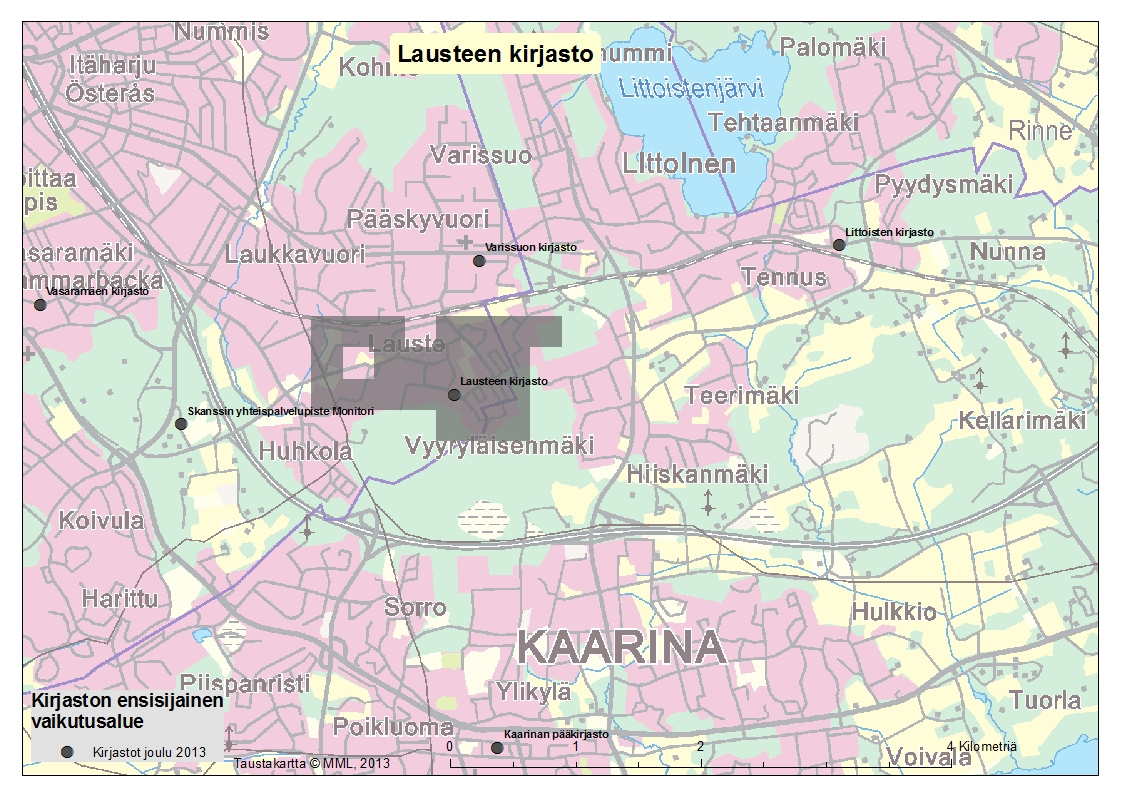 Nummis
Lausteen kirjasto
nummi
Palomäki
Itäharju
Österås
Littoistenjärvi
Tehtaanmäki
Rinne
Varissuo
LIttoinen
pis
Pyydysmäki
Pääskyvuori
Littoisten kirjasto
Laukkavuori
Varissuon kirjasto
Nunna
Tennus
Vasaramäen kirjasto
Lauste
Lausteen kirjasto
Teerimäki
Skanssin yhteispalvelupiste Monitori
Kellarimäki
Huhkola
Vyyryläisenmäki
Hiiskanmäki
Koivula
Harittu
Sorro
Hulkkio
KAARINA
Piispanristi
Ylikylä
Tuorla
Kirjaston ensisijainen
vaikutusalue
Kirjastot joulu 2013
Poikluoma
Kaarinan pääkirjasto
0 1 2 4 Kilometriä
Voivala
Taustakartta © MML, 2013